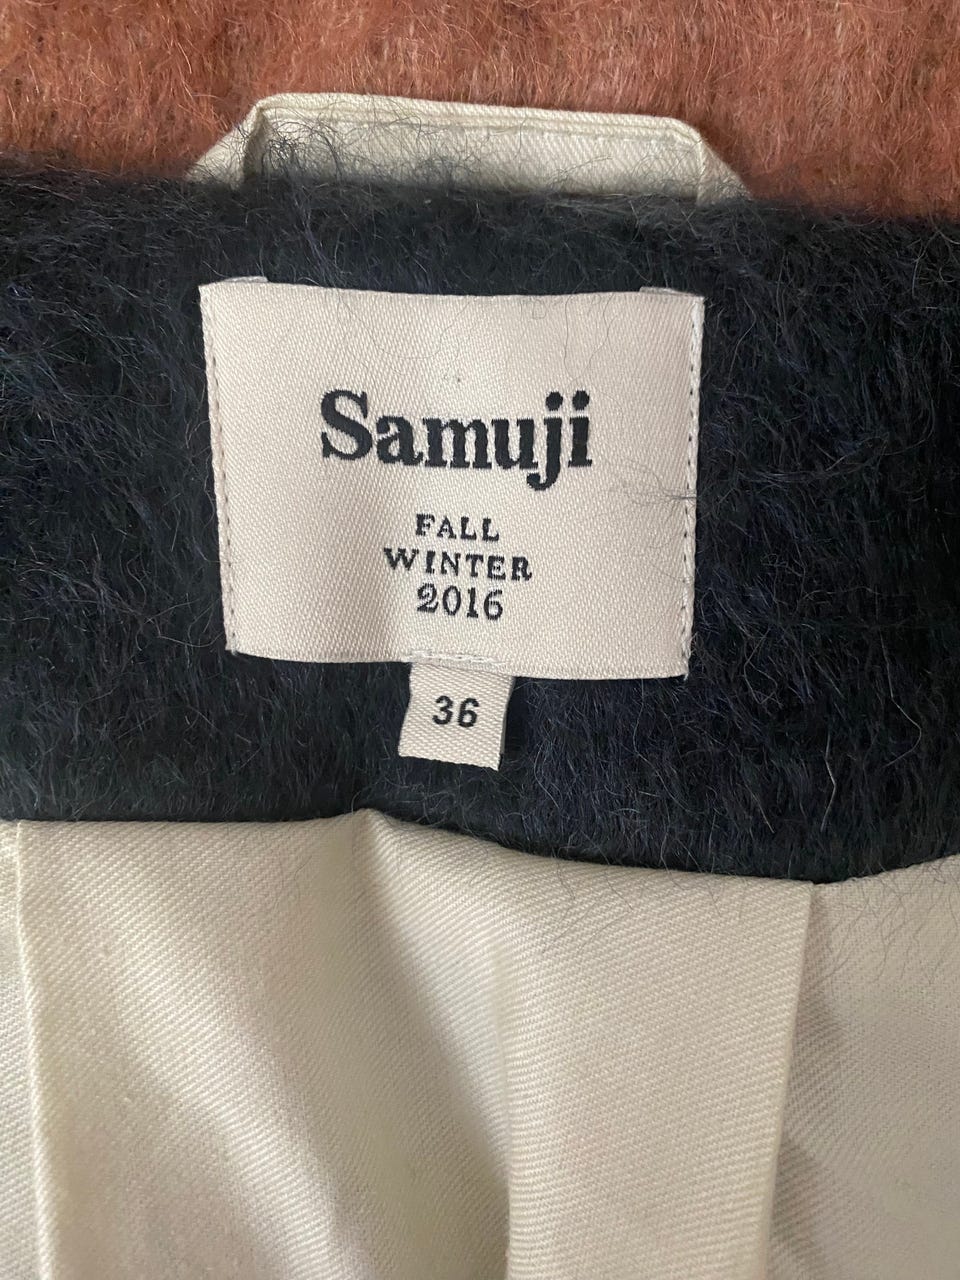 Samuji
FALL
WINTER
2016
36